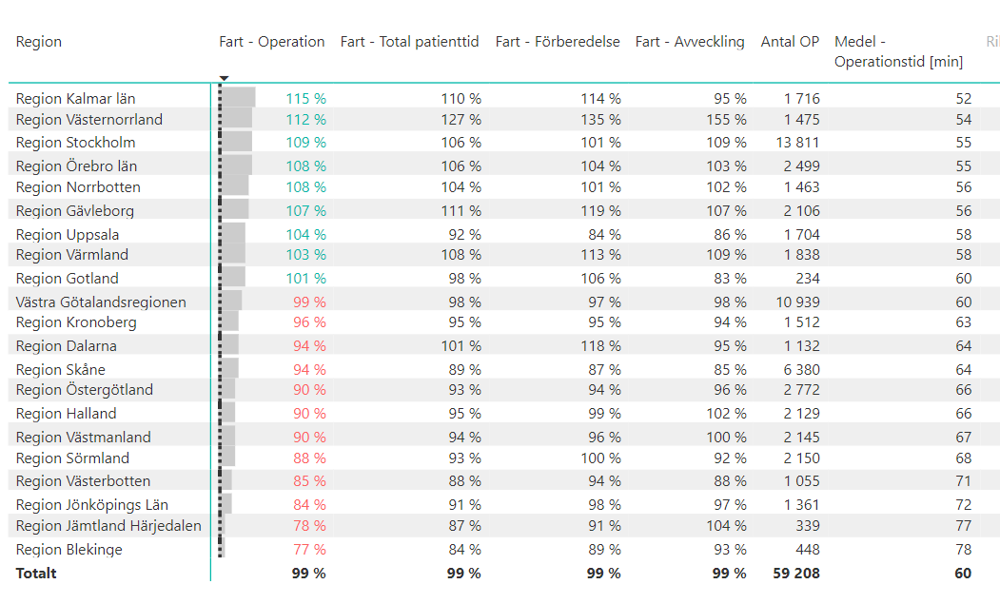 Region Fart - Operation Fart - Total patienttid Fart - Förberedelse Fart - Avveckling Antal OP Medel - Operationstid [min]
Region Kalmar län 115 % 110 % 114 % 95 % 1 716 52
Region Västernorrland 112 % 127 % 135 % 155 % 1 475 54
Region Stockholm 109 % 106 % 101 % 109 % 13 811 55
Region Örebro län 108 % 106 % 104 % 103 % 2 499 55
Region Norrbotten 108 % 104 % 101 % 102 % 1 463 56
Region Gävleborg 107 % 111 % 119 % 107 % 2 106 56
Region Uppsala 104 % 92 % 84 % 86 % 1 704 58
Region Värmland 103 % 108 % 113 % 109 % 1 838 58
Region Gotland 101 % 98 % 106 % 83 % 234 60
Västra Götalandsregionen 99 % 98 % 97 % 98 % 10 939 60
Region Kronoberg 96 % 95 % 95 % 94 % 1 512 63
Region Dalarna 94 % 101 % 118 % 95 % 1 132 64
Region Skåne 94 % 89 % 87 % 85 % 6 380 64
Region Östergötland 90 % 93 % 94 % 96 % 2 772 66
Region Halland 90 % 95 % 99 % 102 % 2 129 66
Region Västmanland 90 % 94 % 96 % 100 % 2 145 67
Region Sörmland 88 % 93 % 100 % 92 % 2 150 68
Region Västerbotten 85 % 88 % 94 % 88 % 1 055 71
Region Jönköpings Län 84 % 91 % 98 % 97 % 1 361 72
Region Jämtland Härjedalen 78 % 87 % 91 % 104 % 339 77
Region Blekinge 77 % 84 % 89 % 93 % 448 78
Totalt 99 % 99 % 99 % 99 % 59 208 60